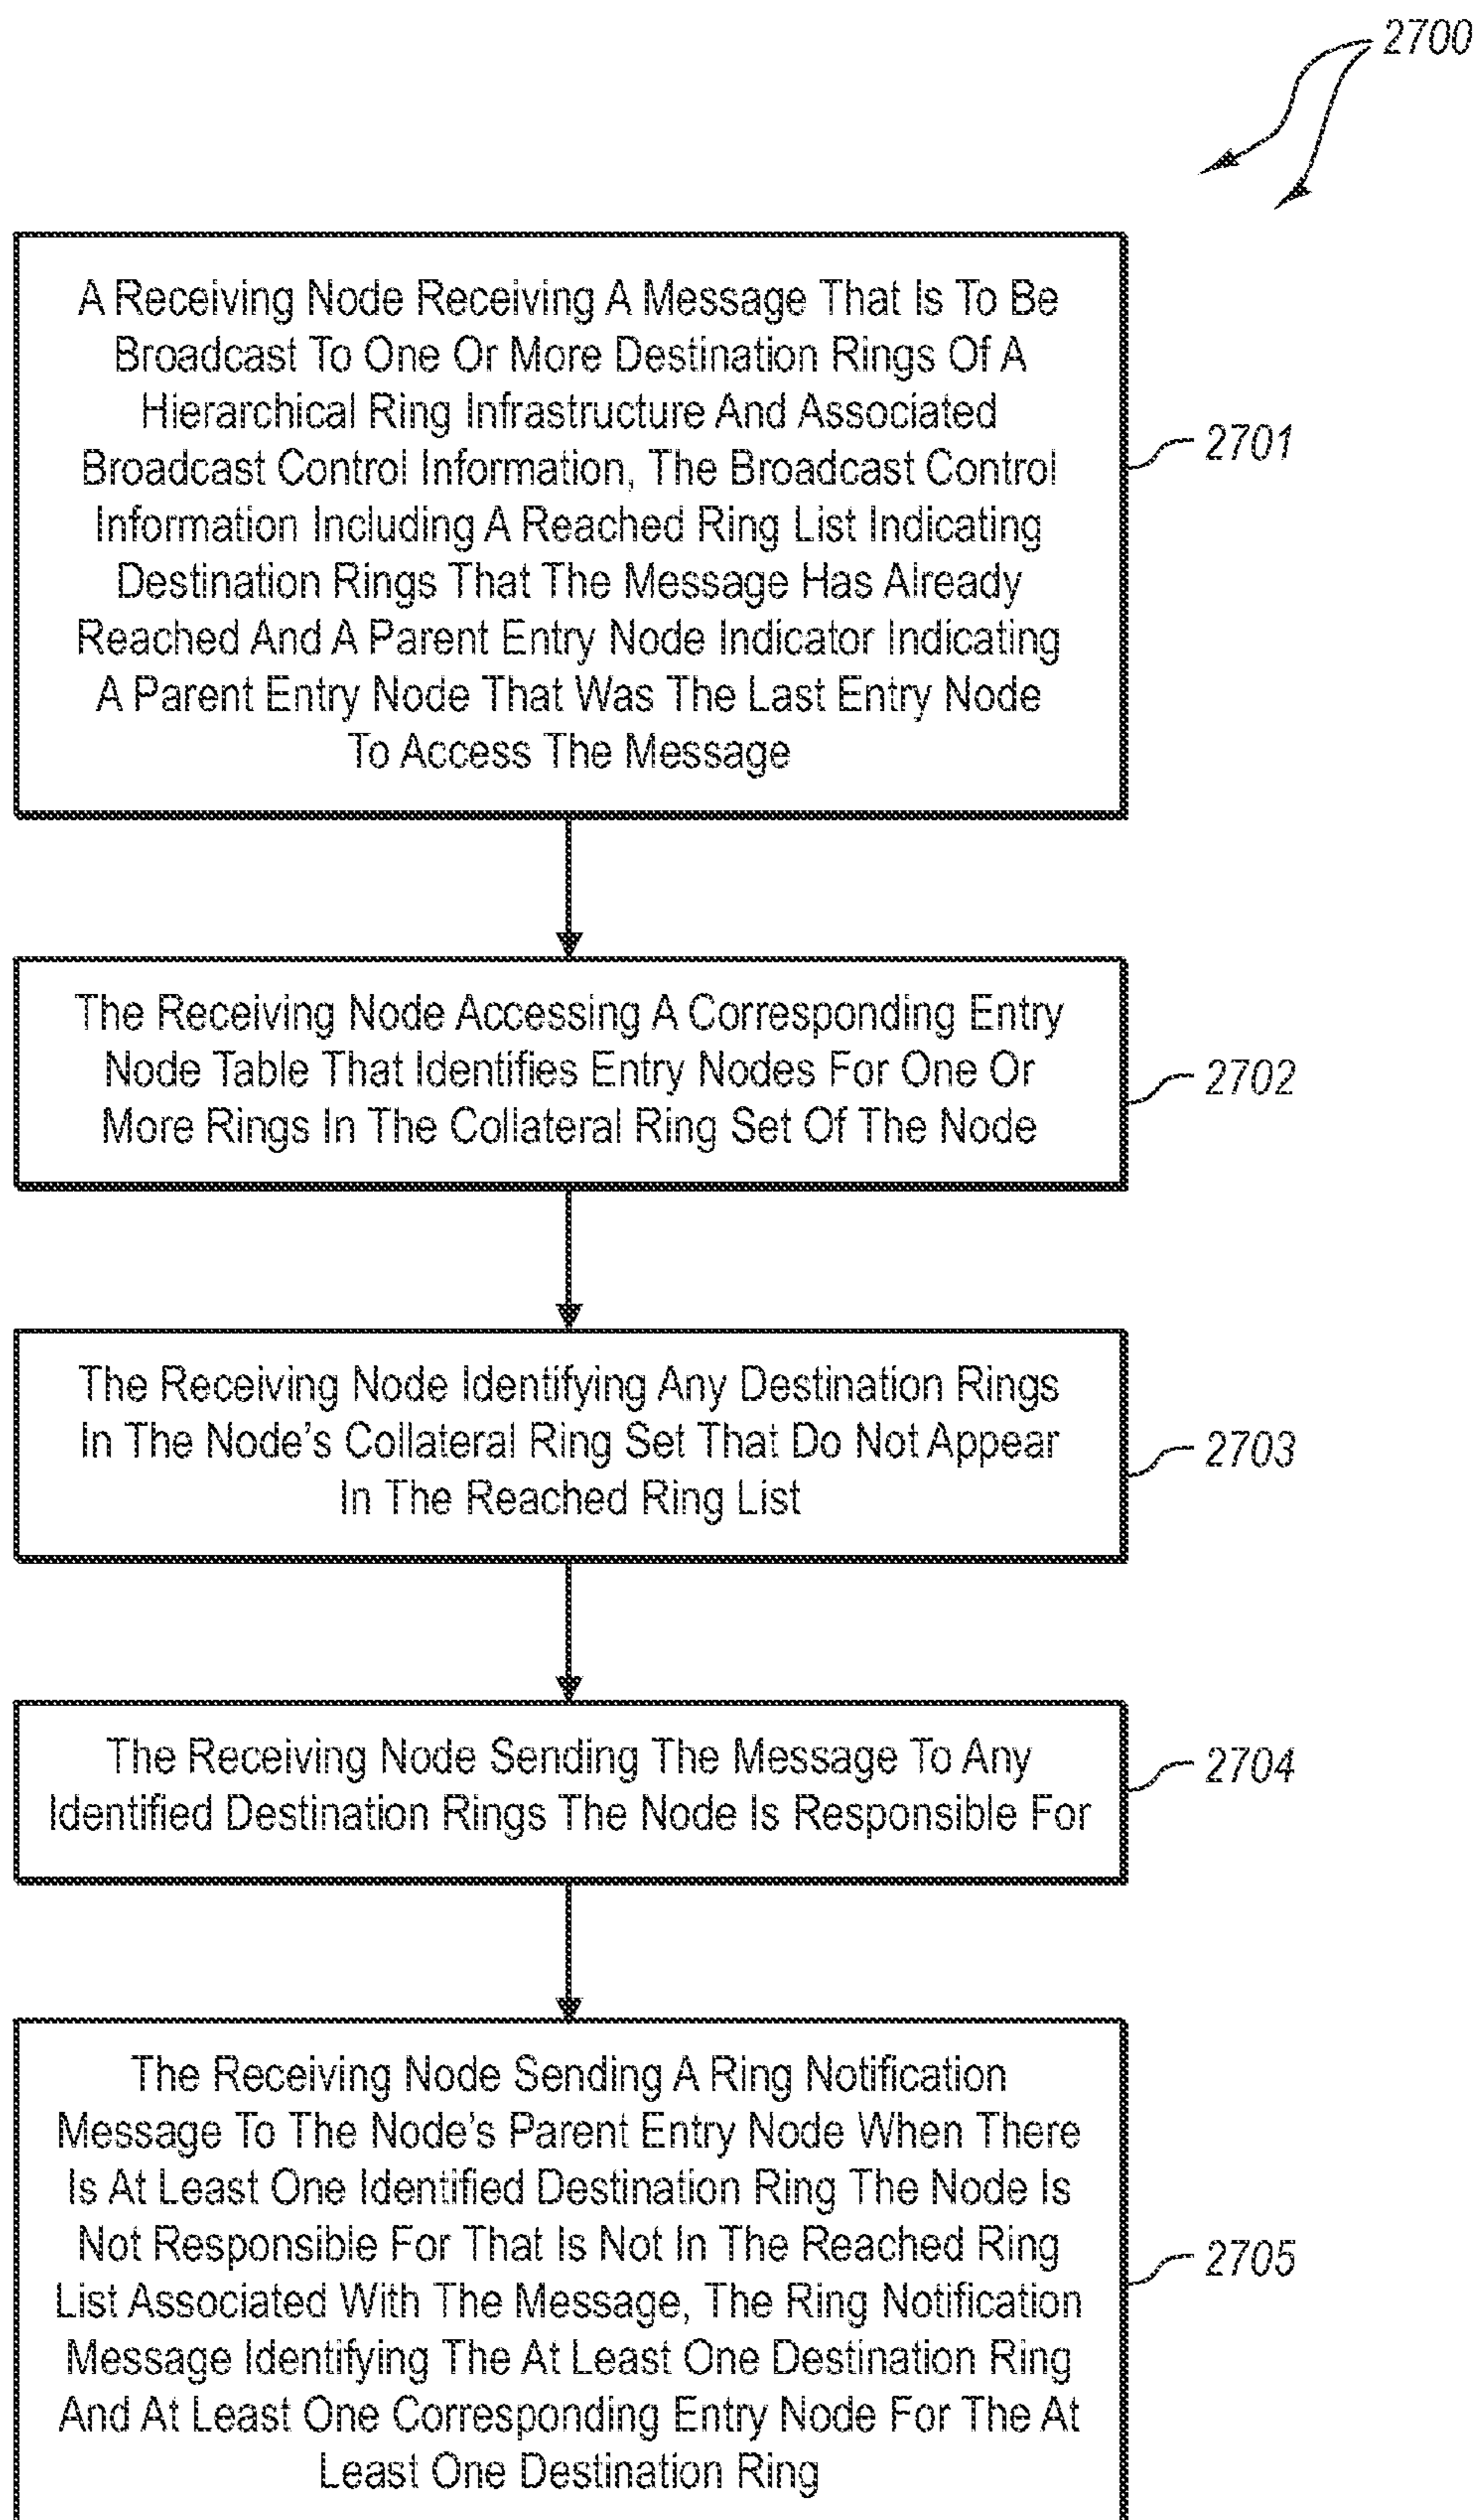 2700
A Receiving Node Receiving A Message That Is To Be
Broadcast To One Or More Destination Rings Of A
Hierarchical Ring Infrastructure And Associated
Broadcast Control Information, The Broadcast Control
Information Including A Reached Ring List Indicating
Destination Rings That The Message Has Already
Reached And A Parent Entry Node Indicator Indicating
A Parent Entry Node That Was The Last Entry Node
To Access The Message
2701
The Receiving Node Accessing A Corresponding Entry
Node Table That Identifies Entry Nodes For One Or
More Rings In The Collateral Ring Set Of The Node
2702
The Receiving Node Identifying Any Destination Rings
In The Node's Collateral Ring Set That Do Not Appear
In The Reached Ring List
2703
The Receiving Node Sending The Message To Any
Identified Destination Rings The Node Is Responsible For
2704
The Receiving Node Sending A Ring Notification
Message To The Node's Parent Entry Node When There
Is At Least One Identified Destination Ring The Node Is
Not Responsible For That Is Not In The Reached Ring
List Associated With The Message, The Ring Notification
Message Identifying The At Least One Destination Ring
And At Least One Corresponding Entry Node For The At
Least One Destination Ring
2705